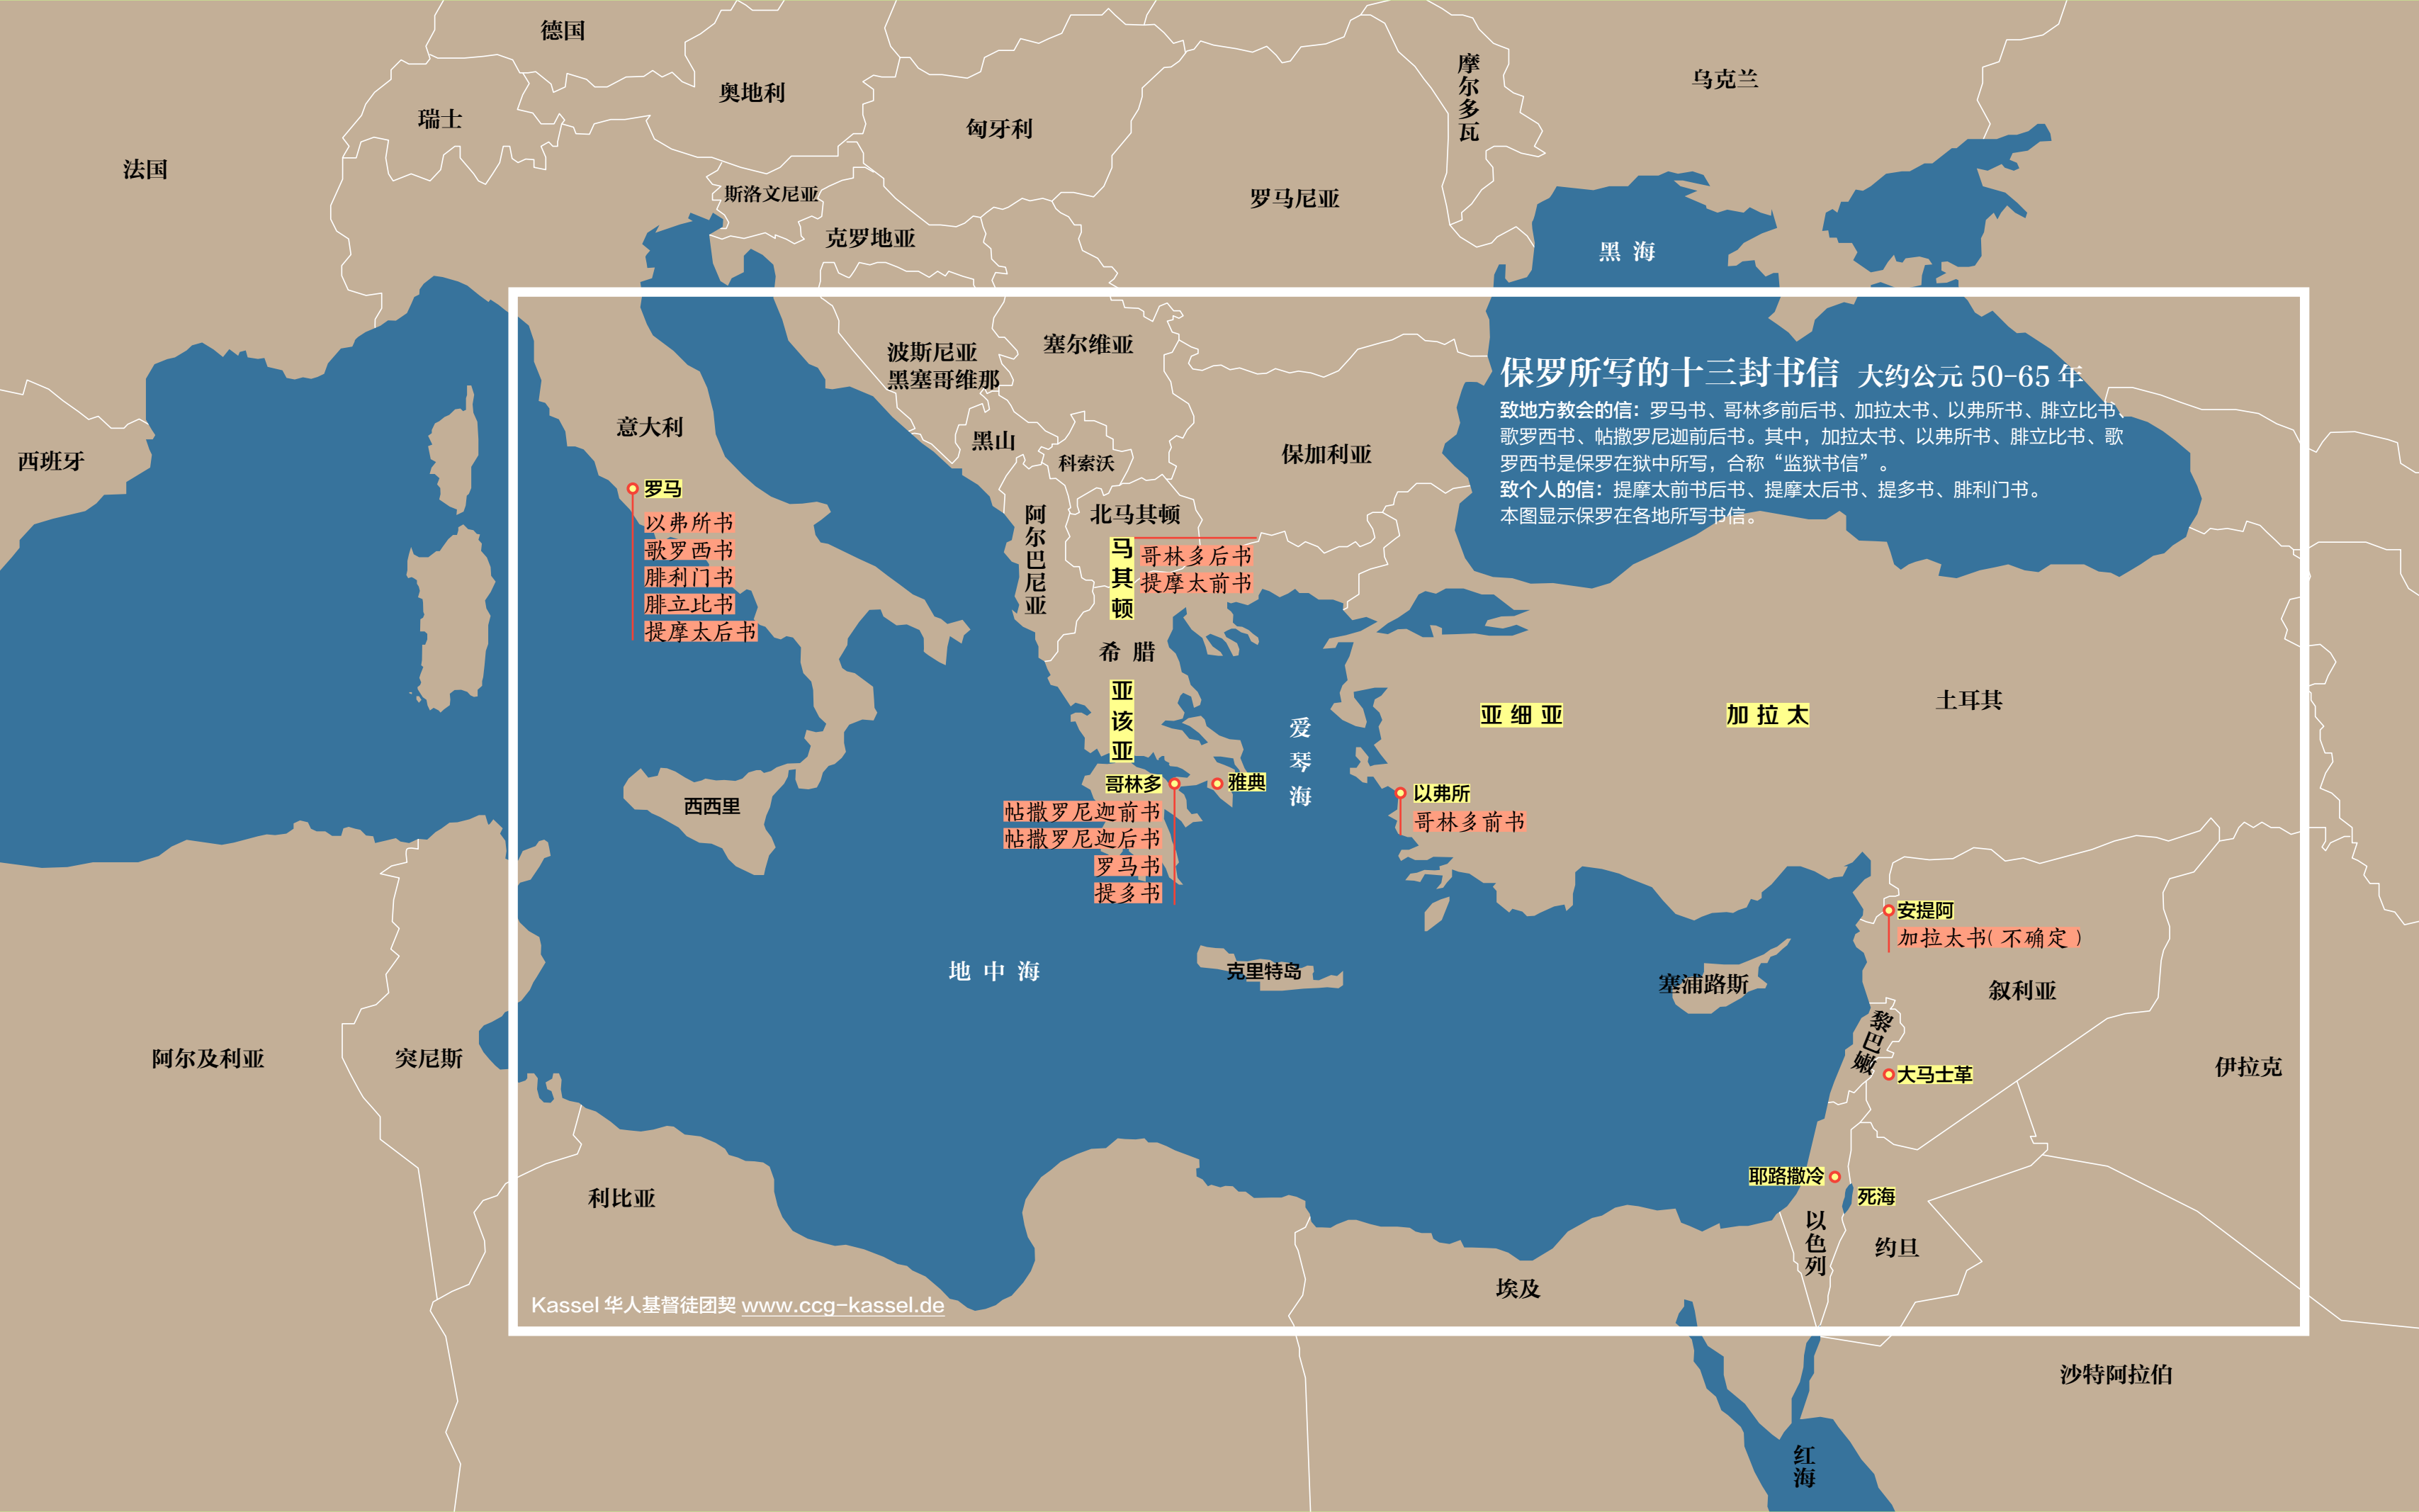 德国
奥地利
瑞士
法国
匈牙利
摩尔多瓦
乌克兰
斯洛文尼亚
克罗地亚
罗马尼亚
黑 海
波斯尼亚
黑塞哥维那
塞尔维亚
保罗所写的十三封书信 大约公元 50-65 年
致地方教会的信：罗马书、哥林多前后书、加拉太书、以弗所书、腓立比书、
歌罗西书、帖撒罗尼迦前后书。其中，加拉太书、以弗所书、腓立比书、歌
罗西书是保罗在狱中所写，合称“监狱书信”。
致个人的信：提摩太前书后书、提摩太后书、提多书、腓利门书。
本图显示保罗在各地所写书信。
意大利
黑山
科索沃
保加利亚
西班牙
罗马
以弗所书
歌罗西书
腓利门书
腓立比书
提摩太后书
阿尔巴尼亚
北马其顿
马其顿
哥林多后书
提摩太前书
希 腊
亚该亚
爱琴海
亚 细 亚
加 拉 太
土耳其
西西里
哥林多
帖撒罗尼迦前书
帖撒罗尼迦后书
罗马书
提多书
雅典
以弗所
哥林多前书
安提阿
加拉太书（不确定）
地 中 海
克里特岛
塞浦路斯
叙利亚
黎巴嫩
大马士革
伊拉克
阿尔及利亚
突尼斯
利比亚
耶路撒冷
死海
以色列
约旦
埃及
Kassel 华人基督徒团契 www.ccg-kassel.de
沙特阿拉伯
红海